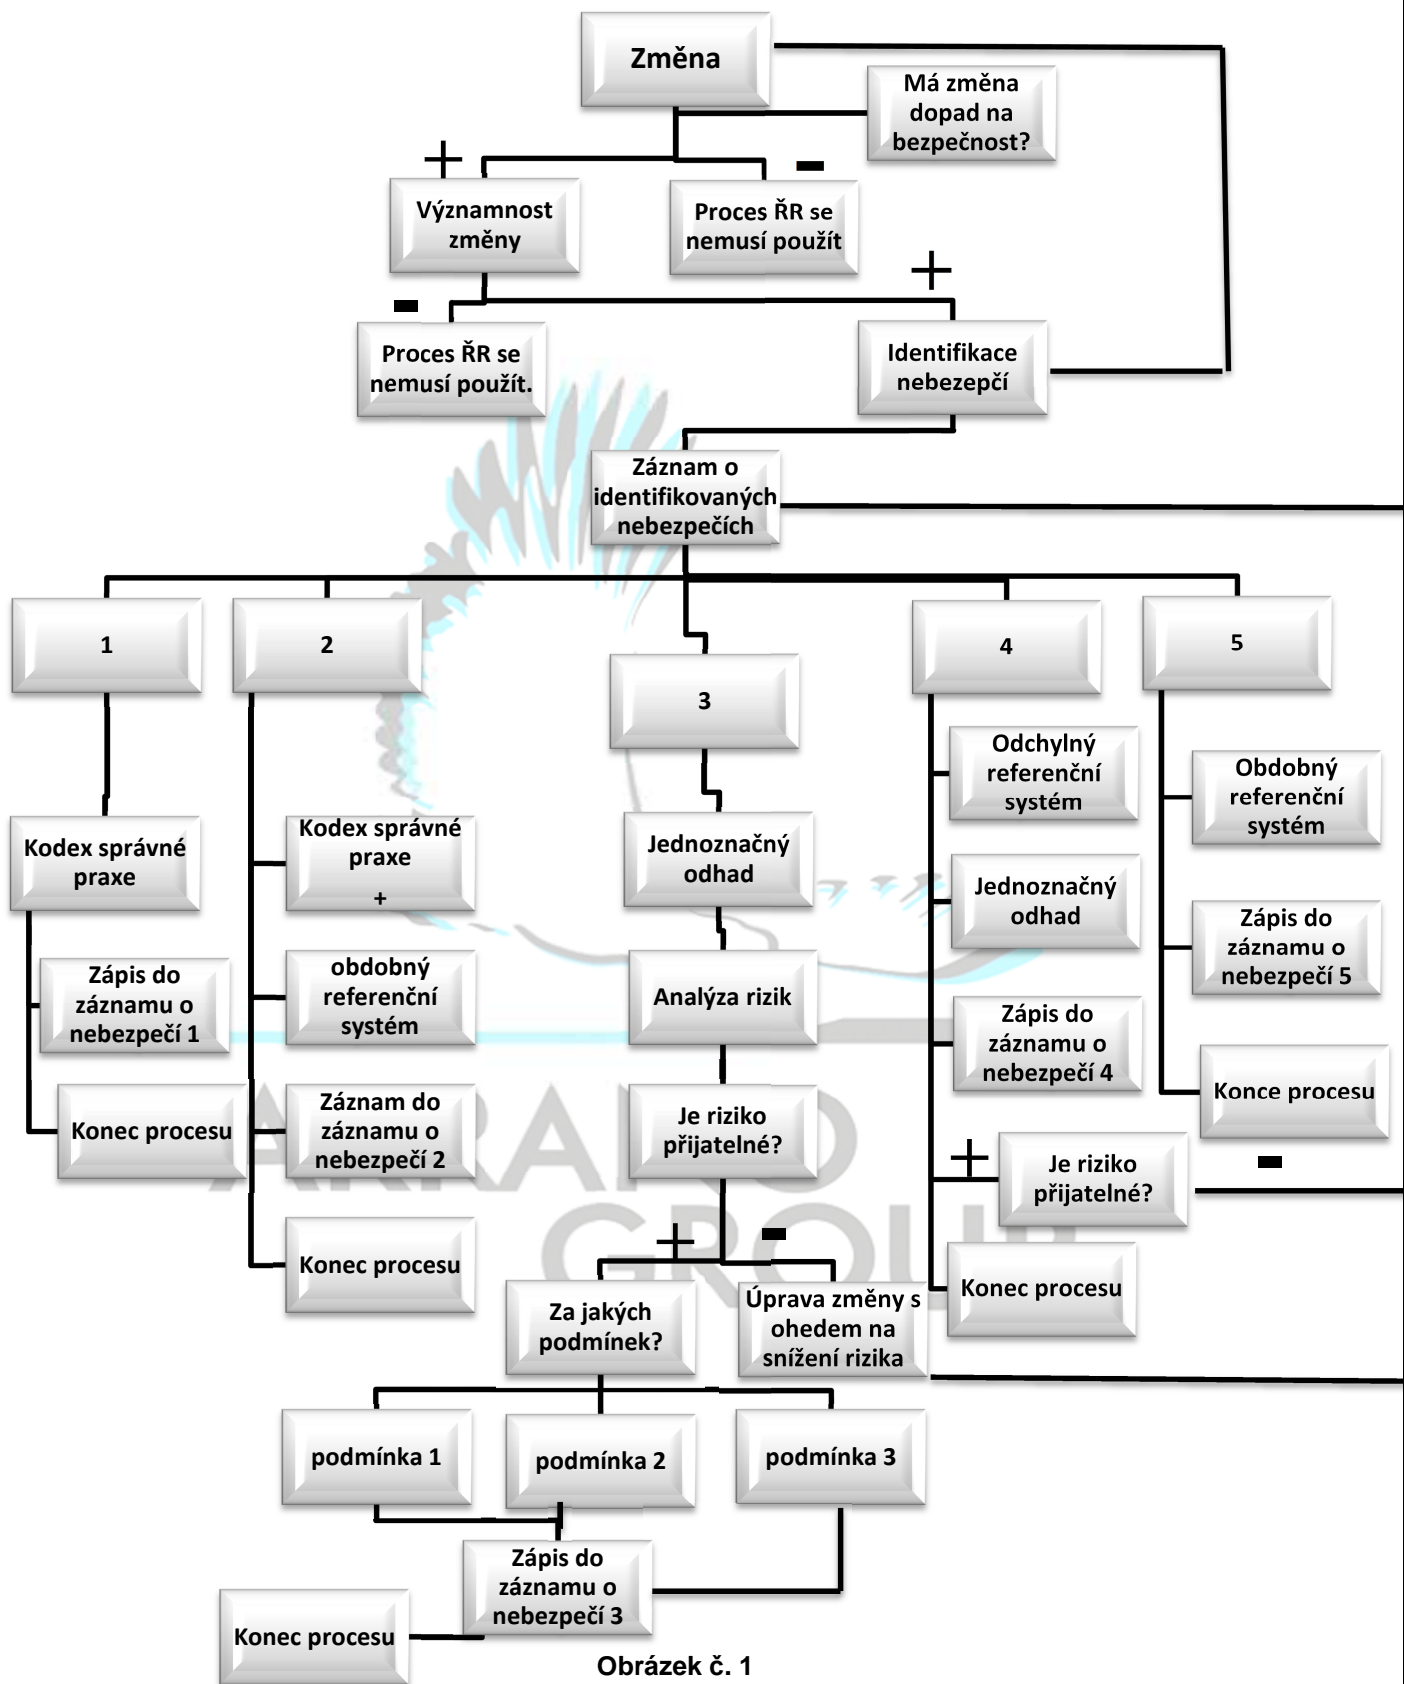 Změna
Má změna
dopad na
bezpečnost?
+
-
Významnost
změny
Proces ŘR se
nemusí použít
-
+
Proces ŘR se
nemusí použít.
Identifikace
nebezepčí
Záznam o
identifikovaných
nebezpečích
1
2
3
4
5
Kodex správné
praxe
Zápis do
záznamu o
nebezpečí 1
Konec procesu
Kodex správné
praxe
+
obdobný
referenční
systém
Záznam do
záznamu o
nebezpečí 2
Konec procesu
Jednoznačný
odhad
Analýza rizik
Je riziko
přijatelné?
+
-
Za jakých
podmínek?
Úprava změny s
ohedem na
snížení rizika
podmínka 1
podmínka 2
podmínka 3
Zápis do
záznamu o
nebezpečí 3
Konec procesu
Odchylný
referenční
systém
Jednoznačný
odhad
Zápis do
záznamu o
nebezpečí 4
+
Je riziko
přijatelné?
-
Konec procesu
Obdobný
referenční
systém
Zápis do
záznamu o
nebezpečí 5
Konce procesu
GROUP
Obrázek č. 1